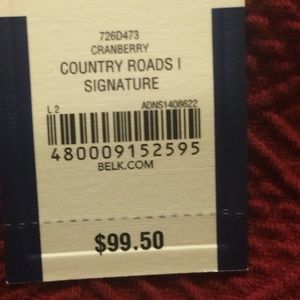 726D473
CRANBERRY
COUNTRY ROADS I
SIGNATURE
L 2 ADNS1408622
480009152595
BELK.COM
$99.50